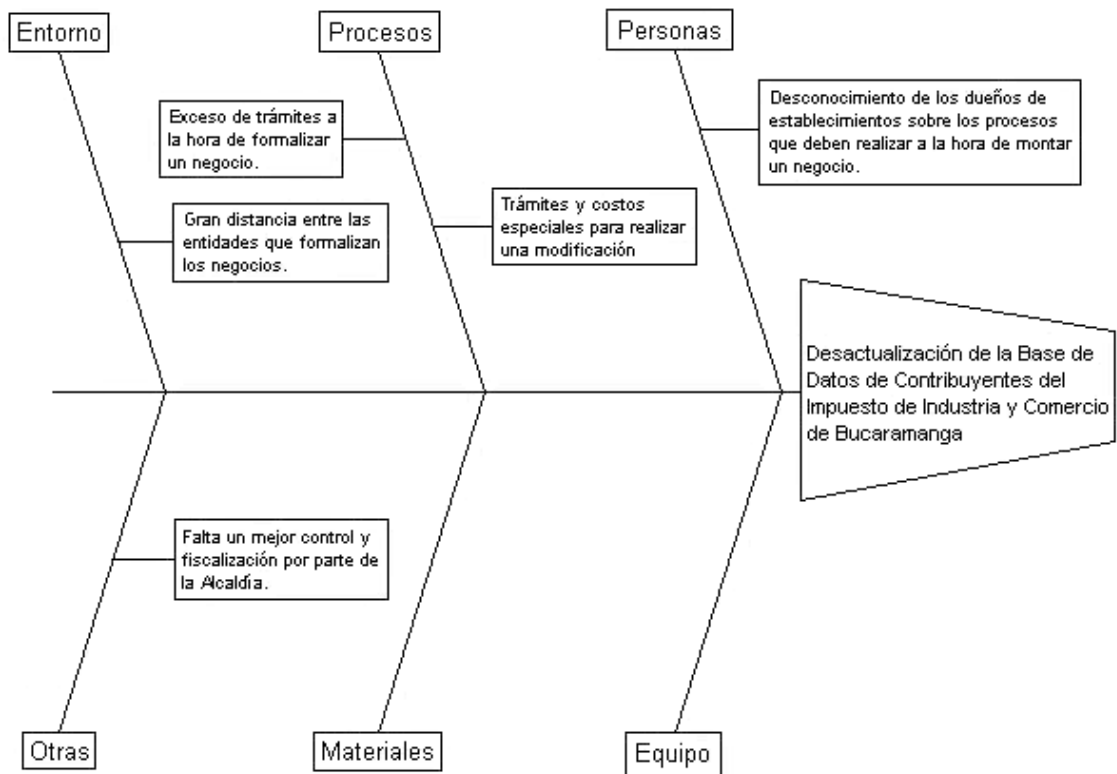 Entorno
Procesos
Personas
Exceso de trámites a
la hora de formalizar
un negocio.
Desconocimiento de los dueños de
establecimientos sobre los procesos
que deben realizar a la hora de montar
un negocio.
Gran distancia entre las
entidades que formalizan
los negocios.
Trámites y costos
especiales para realizar
una modificación
Desactualización de la Base de
Datos de Contribuyentes del
Impuesto de Industria y Comercio
de Bucaramanga
Falta un mejor control y
fiscalización por parte de
la Alcaldía.
Otras
Materiales
Equipo